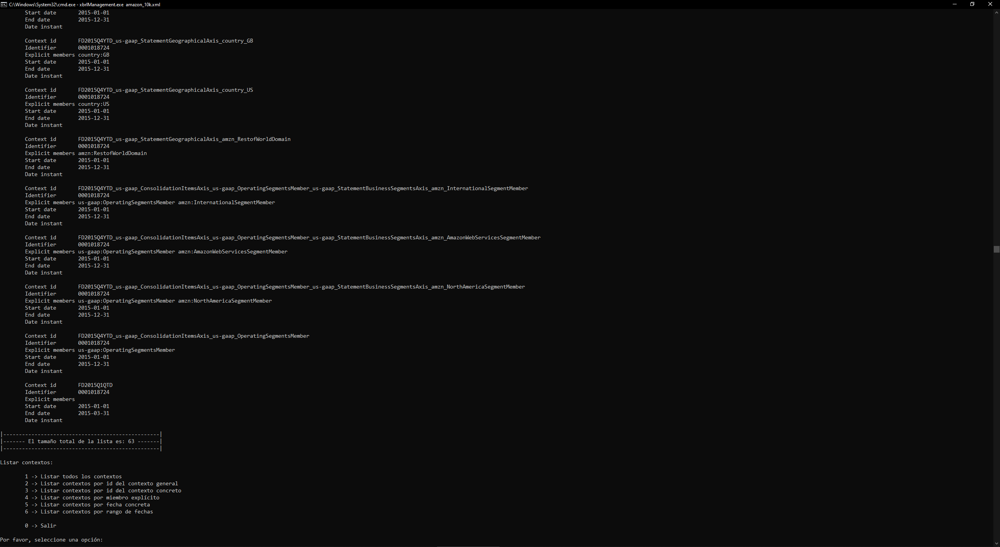 C:\Windows\System32\cmd.exe - xbrlManagement.exe  amazon_10k.xml
Start date       2015-01-01
End date         2015-12-31
Date instant
Context id       FD2015Q4YTD_us-gaap_StatementGeographicalAxis_country_GB
Identifier       0001018724
Explicit members country:GB
Start date       2015-01-01
End date         2015-12-31
Date instant
Context id       FD2015Q4YTD_us-gaap_StatementGeographicalAxis_country_US
Identifier       0001018724
Explicit members country:US
Start date       2015-01-01
End date         2015-12-31
Date instant
Context id       FD2015Q4YTD_us-gaap_StatementGeographicalAxis_amzn_RestofWorldDomain
Identifier       0001018724
Explicit members amzn:RestofWorldDomain
Start date       2015-01-01
End date         2015-12-31
Date instant
Context id       FD2015Q4YTD_us-gaap_ConsolidationItemsAxis_us-gaap_OperatingSegmentsMember_us-gaap_StatementBusinessSegmentsAxis_amzn_InternationalSegmentMember
Identifier       0001018724
Explicit members us-gaap:OperatingSegmentsMember amzn:InternationalSegmentMember
Start date       2015-01-01
End date         2015-12-31
Date instant
Context id       FD2015Q4YTD_us-gaap_ConsolidationItemsAxis_us-gaap_OperatingSegmentsMember_us-gaap_StatementBusinessSegmentsAxis_amzn_AmazonWebServicesSegmentMember
Identifier       0001018724
Explicit members us-gaap:OperatingSegmentsMember amzn:AmazonWebServicesSegmentMember
Start date       2015-01-01
End date         2015-12-31
Date instant
Context id       FD2015Q4YTD_us-gaap_ConsolidationItemsAxis_us-gaap_OperatingSegmentsMember_us-gaap_StatementBusinessSegmentsAxis_amzn_NorthAmericaSegmentMember
Identifier       0001018724
Explicit members us-gaap:OperatingSegmentsMember amzn:NorthAmericaSegmentMember
Start date       2015-01-01
End date         2015-12-31
Date instant
Context id       FD2015Q4YTD_us-gaap_ConsolidationItemsAxis_us-gaap_OperatingSegmentsMember
Identifier       0001018724
Explicit members us-gaap:OperatingSegmentsMember
Start date       2015-01-01
End date         2015-12-31
Date instant
Context id       FD2015Q1QTD
Identifier       0001018724
Explicit members
Start date       2015-01-01
End date         2015-03-31
Date instant
|--------------------------------------------------|
|------- El tamaño total de la lista es: 63 -------|
|--------------------------------------------------|
Listar contextos:
1 -> Listar todos los contextos
2 -> Listar contextos por id del contexto general
3 -> Listar contextos por id del contexto concreto
4 -> Listar contextos por miembro explícito
5 -> Listar contextos por fecha concreta
6 -> Listar contextos por rango de fechas
0 -> Salir
Por favor, seleccione una opción: